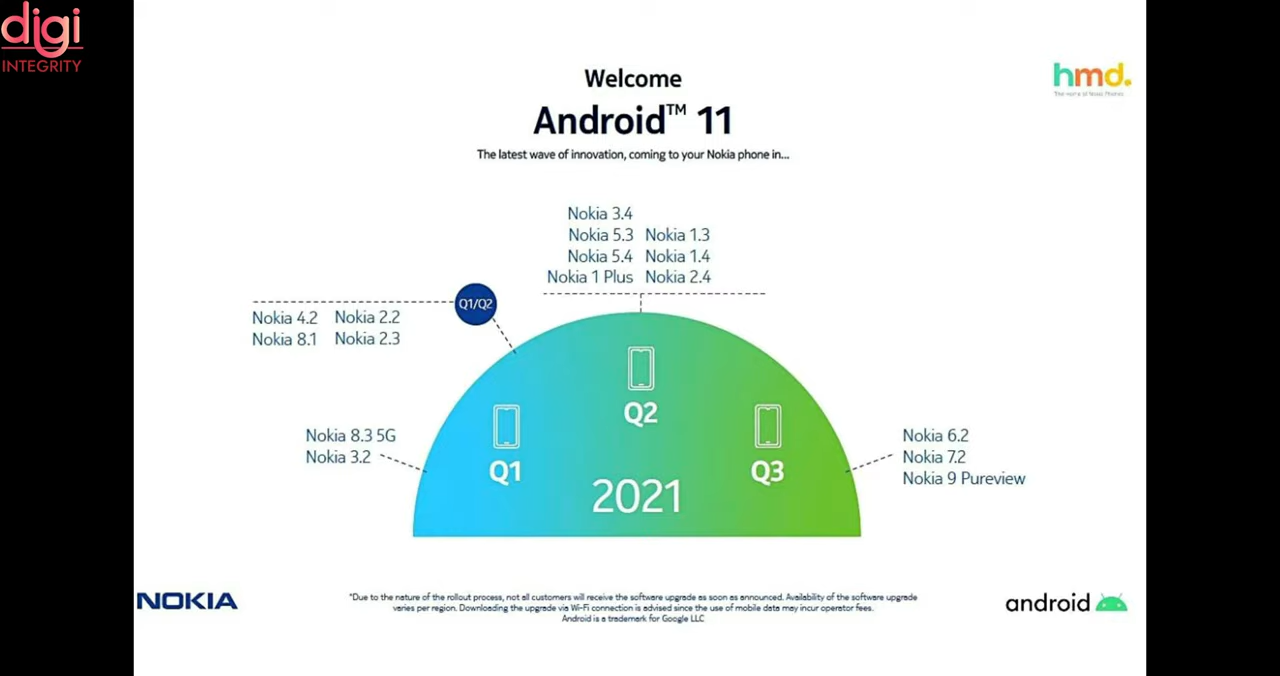 digi
INTEGRITY
hmd.
The home of Nokia Phones
Welcome
Android™ 11
The latest wave of innovation, coming to your Nokia phone in...
Nokia 3.4
Nokia 5.3 Nokia 1.3
Nokia 5.4 Nokia 1.4
Nokia 1 Plus Nokia 2.4
Q1/Q2
Nokia 4.2 Nokia 2.2
Nokia 8.1 Nokia 2.3
Nokia 8.3 5G
Nokia 3.2
Q1
Q2
Q3
2021
Nokia 6.2
Nokia 7.2
Nokia 9 Pureview
NOKIA
*Due to the nature of the rollout process, not all customers will receive the software upgrade as soon as announced. Availability of the software upgrade
varies per region. Downloading the upgrade via Wi-Fi connection is advised since the use of mobile data may incur operator fees.
Android is a trademark for Google LLC
android